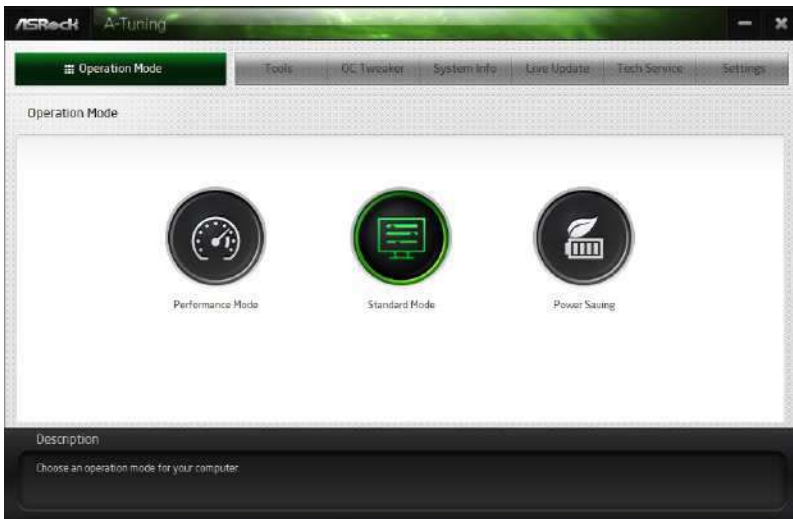 ASRock A-Tuning
Operation Mode Tools OC Tweaker System Info Live Update Tech Service Settings
Operation Mode
Performance Mode Standard Mode Power Saving
Description
Choose an operation mode for your computer.